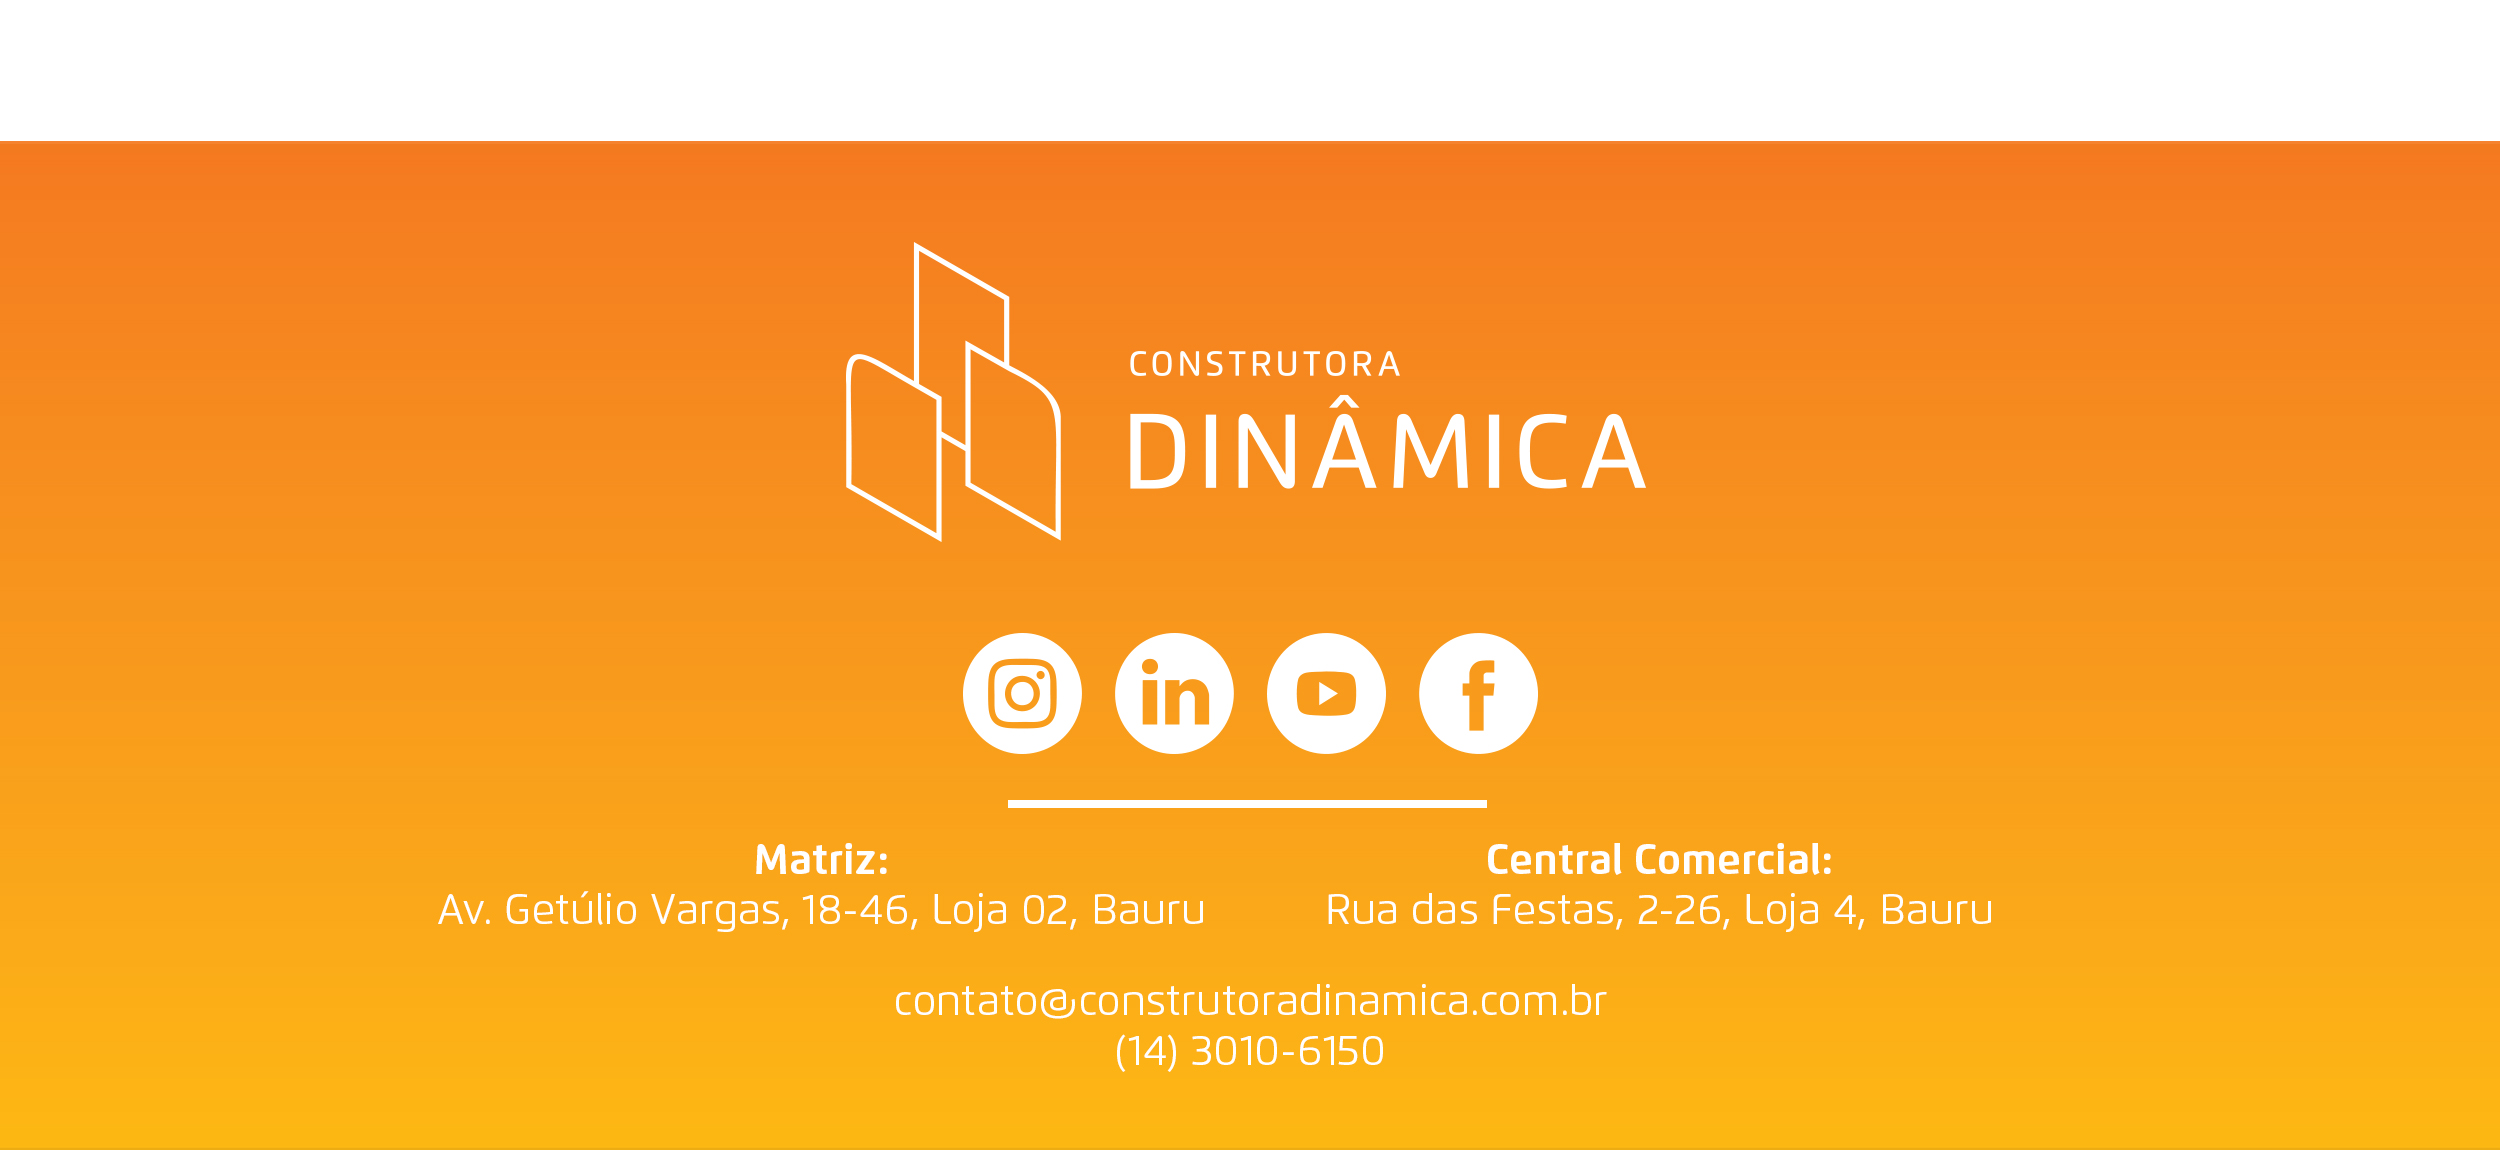 CONSTRUTORA
DINÂMICA
Matriz:
Av. Getúlio Vargas, 18-46, Loja 02, Bauru
Central Comercial:
Rua das Festas, 2-26, Loja 4, Bauru
contato@construtoradinamica.com.br
(14) 3010-6150